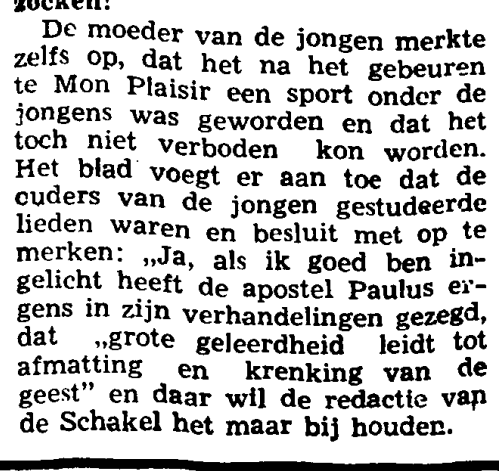 zocken!
De moeder van de jongen merkte
zelfs op, dat het na het gebeuren
te Mon Plaisir een sport onder de
jongens was geworden en dat het
toch niet verboden kon worden.
Het blad voegt er aan toe dat de
ouders van de jongen gestudeerde
lieden waren en besluit met op te
merken: „Ja, als ik goed ben in-
gelicht heeft de apostel Paulus er-
gens in zijn verhandelingen gezegd,
dat „grote geleerdheid leidt tot
afmatting en krenking van de
geest” en daar wil de redactie van
de Schakel het maar bij houden.